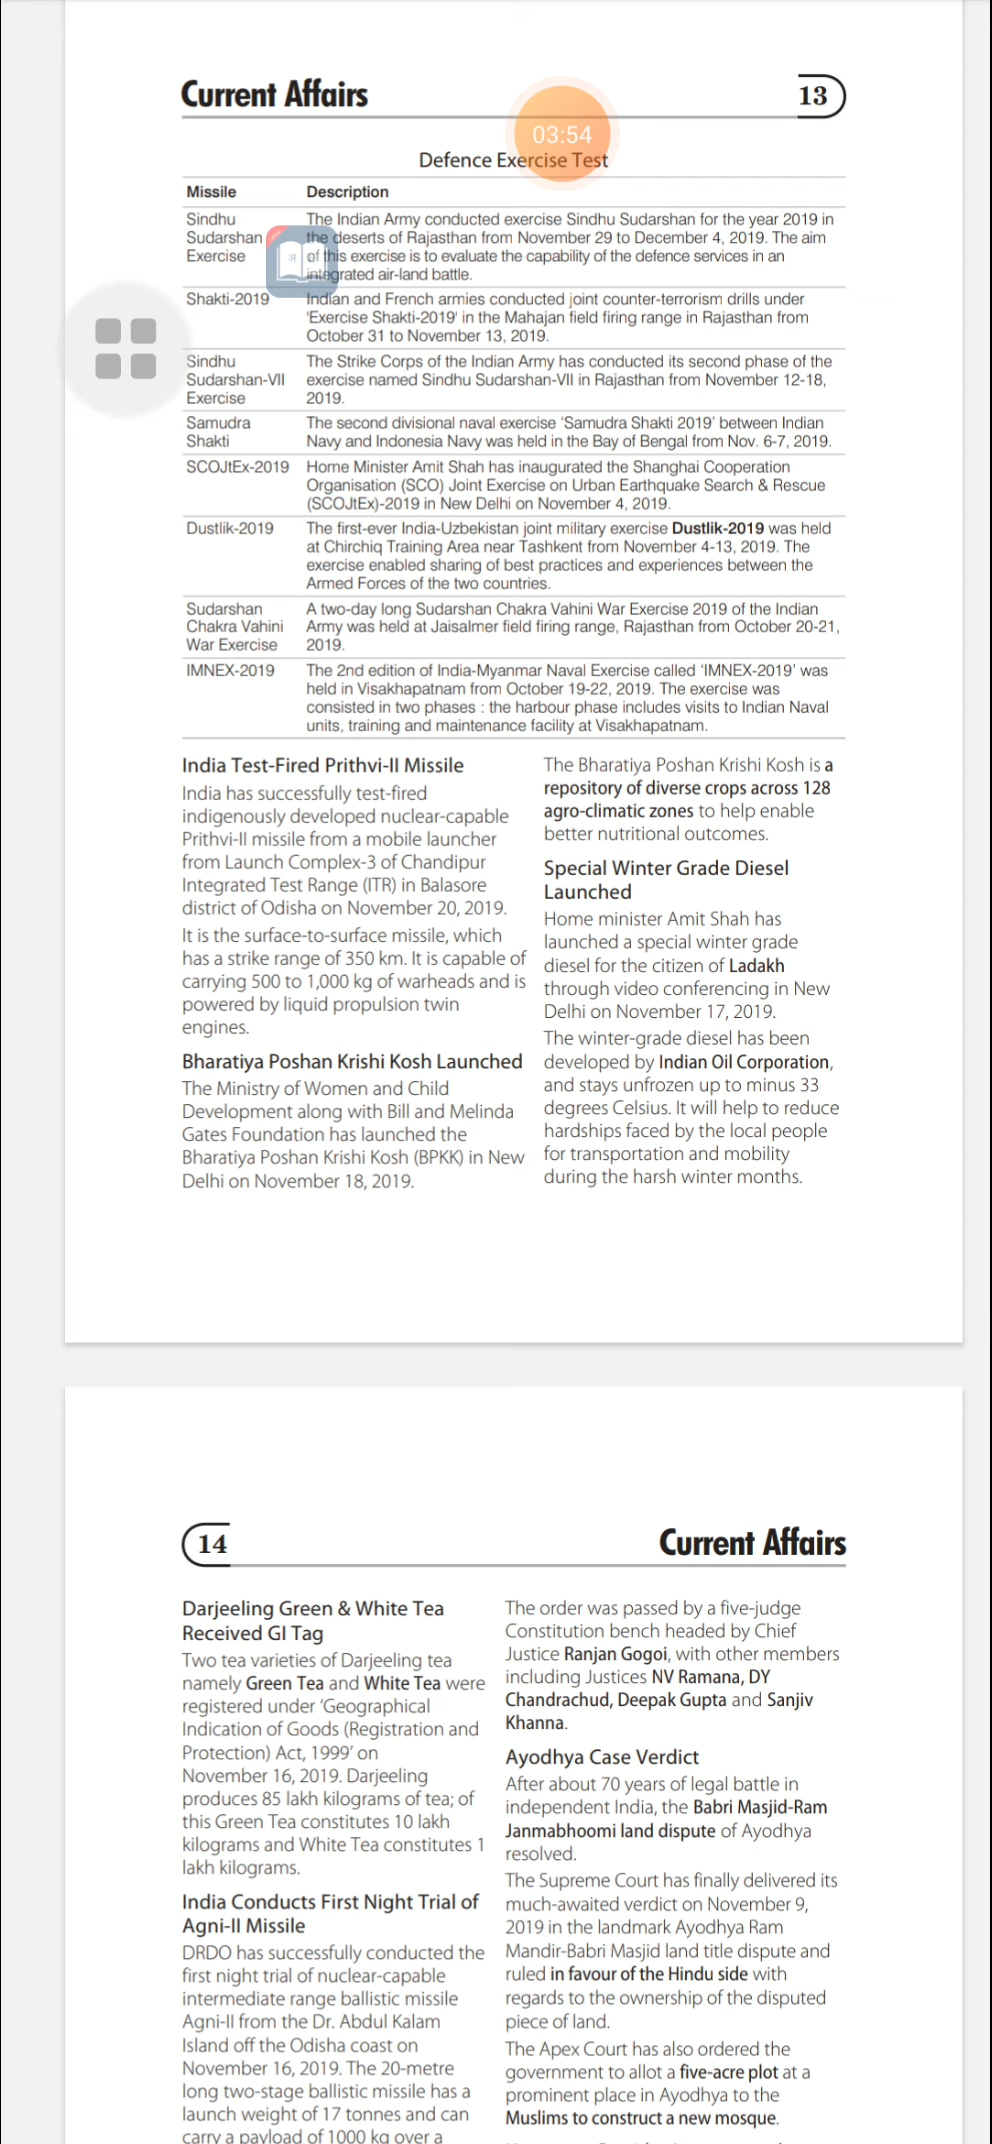 Current Affairs
13
03:54
Defence Exercise Test
Missile Description
Sindhu Sudarshan Exercise
The Indian Army conducted exercise Sindhu Sudarshan for the year 2019 in
the deserts of Rajasthan from November 29 to December 4, 2019. The aim
of this exercise is to evaluate the capability of the defence services in an
integrated air-land battle.
Shakti-2019
Indian and French armies conducted joint counter-terrorism drills under
'Exercise Shakti-2019' in the Mahajan field firing range in Rajasthan from
October 31 to November 13, 2019.
Sindhu
Sudarshan-VII
Exercise
The Strike Corps of the Indian Army has conducted its second phase of the
exercise named Sindhu Sudarshan-VII in Rajasthan from November 12-18,
2019.
Samudra
Shakti
The second divisional naval exercise ‘Samudra Shakti 2019’ between Indian
Navy and Indonesia Navy was held in the Bay of Bengal from Nov. 6-7, 2019.
SCOJtEx-2019
Home Minister Amit Shah has inaugurated the Shanghai Cooperation
Organisation (SCO) Joint Exercise on Urban Earthquake Search & Rescue
(SCOJtEx)-2019 in New Delhi on November 4, 2019.
Dustlik-2019
The first-ever India-Uzbekistan joint military exercise Dustlik-2019 was held
at Chirchiq Training Area near Tashkent from November 4-13, 2019. The
exercise enabled sharing of best practices and experiences between the
Armed Forces of the two countries.
Sudarshan
Chakra Vahini
War Exercise
A two-day long Sudarshan Chakra Vahini War Exercise 2019 of the Indian
Army was held at Jaisalmer field firing range, Rajasthan from October 20-21,
2019.
IMNEX-2019
The 2nd edition of India-Myanmar Naval Exercise called 'IMNEX-2019' was
held in Visakhapatnam from October 19-22, 2019. The exercise was
consisted in two phases : the harbour phase includes visits to Indian Naval
units, training and maintenance facility at Visakhapatnam.
India Test-Fired Prithvi-II Missile
India has successfully test-fired
indigenously developed nuclear-capable
Prithvi-II missile from a mobile launcher
from Launch Complex-3 of Chandipur
Integrated Test Range (ITR) in Balasore
district of Odisha on November 20, 2019.
It is the surface-to-surface missile, which
has a strike range of 350 km. It is capable of
carrying 500 to 1,000 kg of warheads and is
powered by liquid propulsion twin
engines.
Bharatiya Poshan Krishi Kosh Launched
The Ministry of Women and Child
Development along with Bill and Melinda
Gates Foundation has launched the
Bharatiya Poshan Krishi Kosh (BPKK) in New
Delhi on November 18, 2019.
The Bharatiya Poshan Krishi Kosh is a
repository of diverse crops across 128
agro-climatic zones to help enable
better nutritional outcomes.
Special Winter Grade Diesel
Launched
Home minister Amit Shah has
launched a special winter grade
diesel for the citizen of Ladakh
through video conferencing in New
Delhi on November 17, 2019.
The winter-grade diesel has been
developed by Indian Oil Corporation,
and stays unfrozen up to minus 33
degrees Celsius. It will help to reduce
hardships faced by the local people
for transportation and mobility
during the harsh winter months.
14
Current Affairs
Darjeeling Green & White Tea
Received GI Tag
Two tea varieties of Darjeeling tea
namely Green Tea and White Tea were
registered under 'Geographical
Indication of Goods (Registration and
Protection) Act, 1999' on
November 16, 2019. Darjeeling
produces 85 lakh kilograms of tea; of
this Green Tea constitutes 10 lakh
kilograms and White Tea constitutes 1
lakh kilograms.
India Conducts First Night Trial of
Agni-II Missile
DRDO has successfully conducted the
first night trial of nuclear-capable
intermediate range ballistic missile
Agni-II from the Dr. Abdul Kalam
Island off the Odisha coast on
November 16, 2019. The 20-metre
long two-stage ballistic missile has a
launch weight of 17 tonnes and can
carry a payload of 1000 kg over a
The order was passed by a five-judge
Constitution bench headed by Chief
Justice Ranjan Gogoi, with other members
including Justices NV Ramana, DY
Chandrachud, Deepak Gupta and Sanjiv
Khanna.
Ayodhya Case Verdict
After about 70 years of legal battle in
independent India, the Babri Masjid-Ram
Janmabhoomi land dispute of Ayodhya
resolved.
The Supreme Court has finally delivered its
much-awaited verdict on November 9,
2019 in the landmark Ayodhya Ram
Mandir-Babri Masjid land title dispute and
ruled in favour of the Hindu side with
regards to the ownership of the disputed
piece of land.
The Apex Court has also ordered the
government to allot a five-acre plot at a
prominent place in Ayodhya to the
Muslims to construct a new mosque.